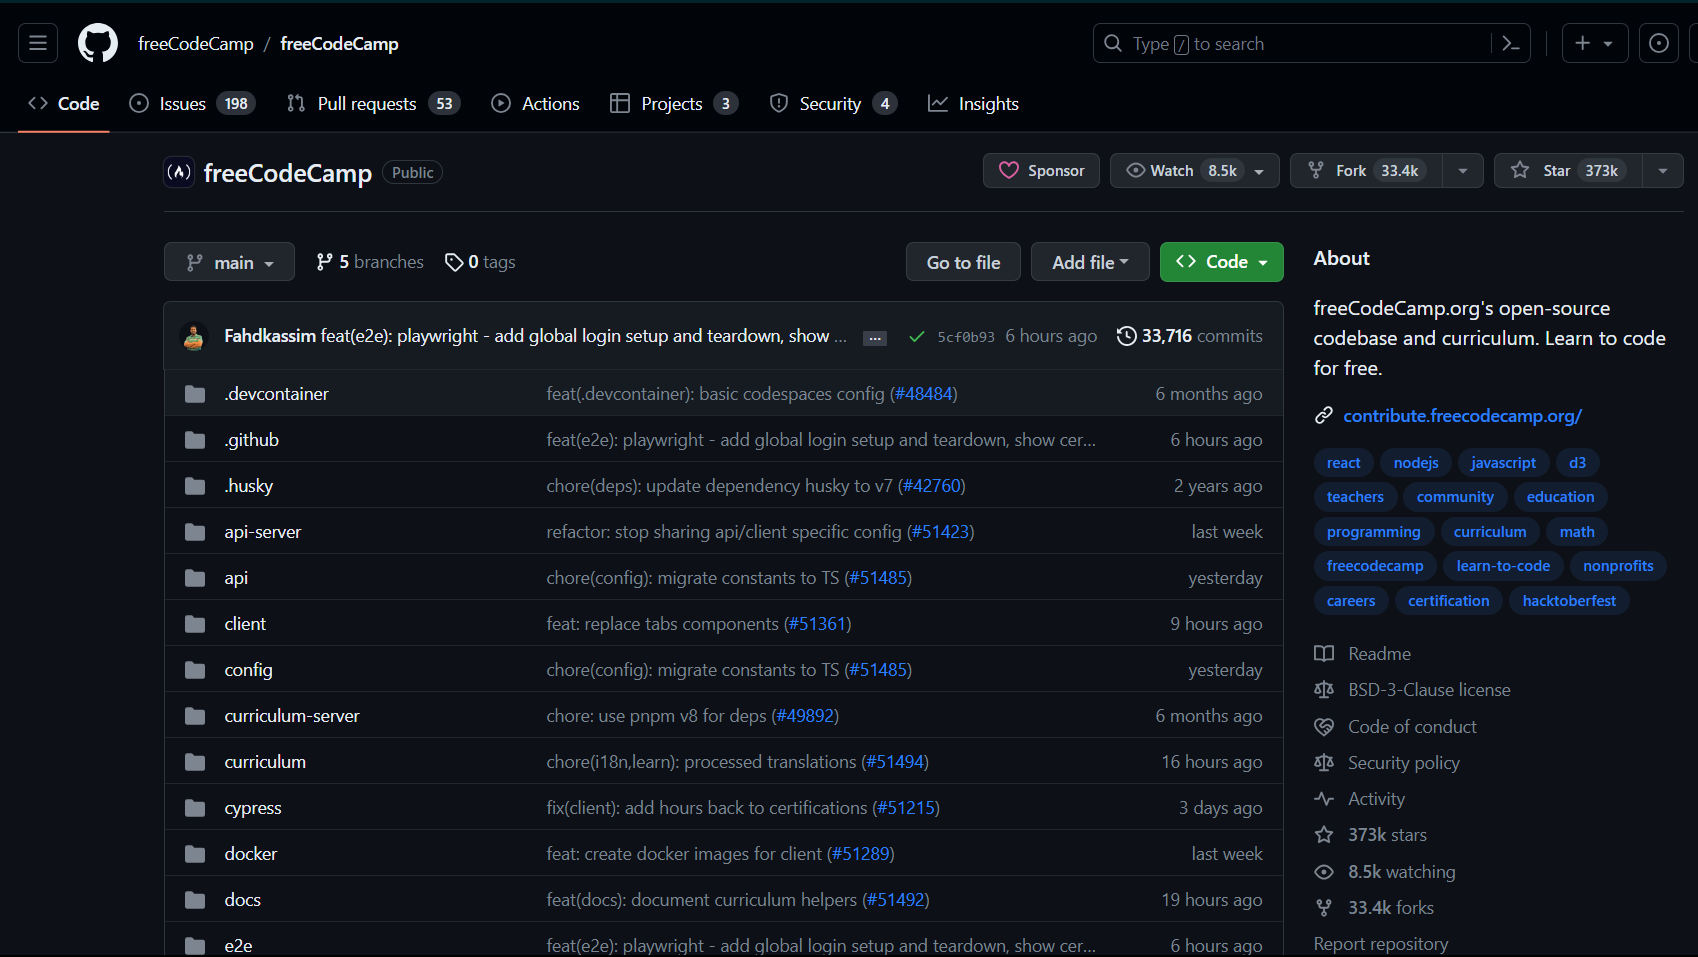 freeCodeCamp / freeCodeCamp
Type / to search
Code Issues 198 Pull requests 53 Actions Projects 3 Security 4 Insights
(Λ) freeCodeCamp Public
Sponsor Watch 8.5k Fork 33.4k Star 373k
main 5 branches 0 tags Go to file Add file Code
Fahdkassim feat(e2e): playwright - add global login setup and teardown, show ... ... 5cf0b93 6 hours ago 33,716 commits
.devcontainer feat(.devcontainer): basic codespaces config (#48484) 6 months ago
.github feat(e2e): playwright - add global login setup and teardown, show cer... 6 hours ago
.husky chore(deps): update dependency husky to v7 (#42760) 2 years ago
api-server refactor: stop sharing api/client specific config (#51423) last week
api chore(config): migrate constants to TS (#51485) yesterday
client feat: replace tabs components (#51361) 9 hours ago
config chore(config): migrate constants to TS (#51485) yesterday
curriculum-server chore: use pnpm v8 for deps (#49892) 6 months ago
curriculum chore(i18n,learn): processed translations (#51494) 16 hours ago
cypress fix(client): add hours back to certifications (#51215) 3 days ago
docker feat: create docker images for client (#51289) last week
docs feat(docs): document curriculum helpers (#51492) 19 hours ago
e2e feat(e2e): playwright - add global login setup and teardown, show cer... 6 hours ago
About
freeCodeCamp.org's open-source
codebase and curriculum. Learn to code
for free.
contribute.freecodecamp.org/
react nodejs javascript d3
teachers community education
programming curriculum math
freecodecamp learn-to-code nonprofits
careers certification hacktoberfest
Readme
BSD-3-Clause license
Code of conduct
Security policy
Activity
373k stars
8.5k watching
33.4k forks
Report repository